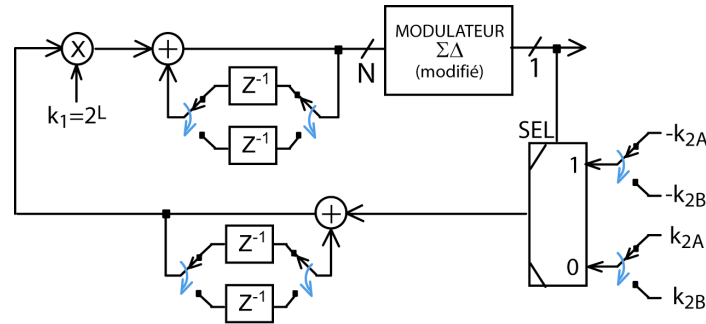 MODULATEUR
ΣΔ
(modifié)
X
+
N
1
Z⁻¹
k₁=2ᴸ
Z⁻¹
SEL
1
-k2A
-k2B
+
Z⁻¹
k2A
0
Z⁻¹
k2B